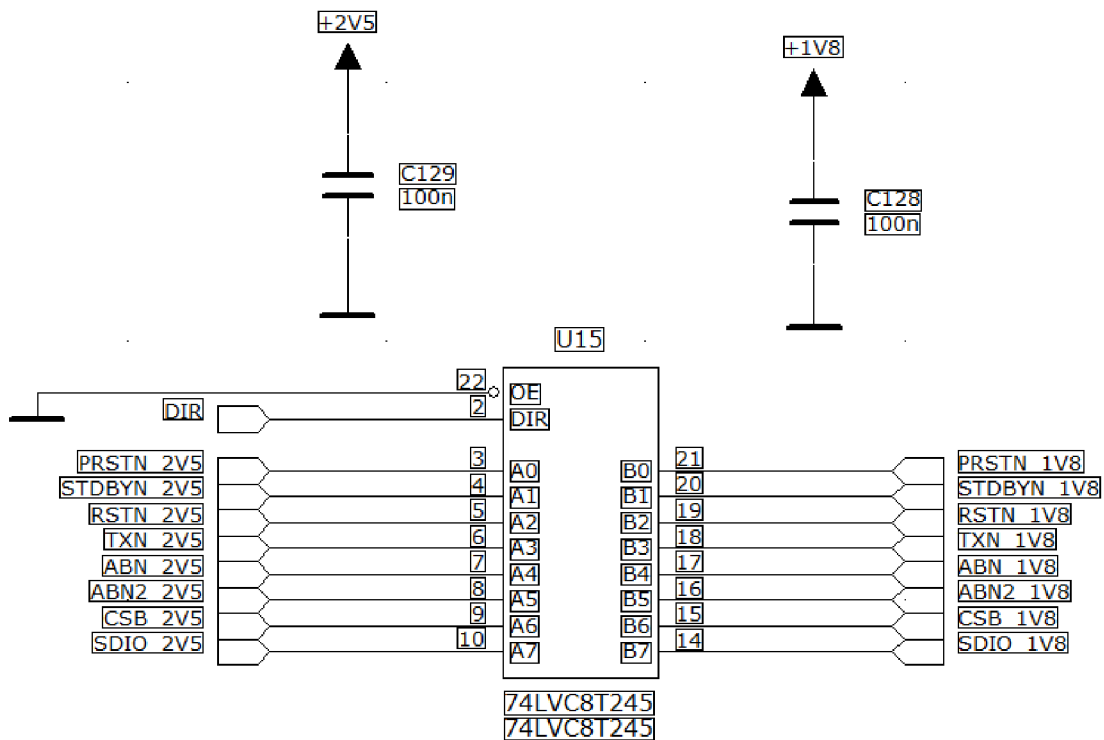 +2V5
+1V8
C129
100n
C128
100n
U15
22
OE
DIR
2
DIR
PRSTN_2V5
3
A0
B0
21
PRSTN_1V8
STDBYN_2V5
4
A1
B1
20
STDBYN_1V8
RSTN_2V5
5
A2
B2
19
RSTN_1V8
TXN_2V5
6
A3
B3
18
TXN_1V8
ABN_2V5
7
A4
B4
17
ABN_1V8
ABN2_2V5
8
A5
B5
16
ABN2_1V8
CSB_2V5
9
A6
B6
15
CSB_1V8
SDIO_2V5
10
A7
B7
14
SDIO_1V8
74LVC8T245
74LVC8T245